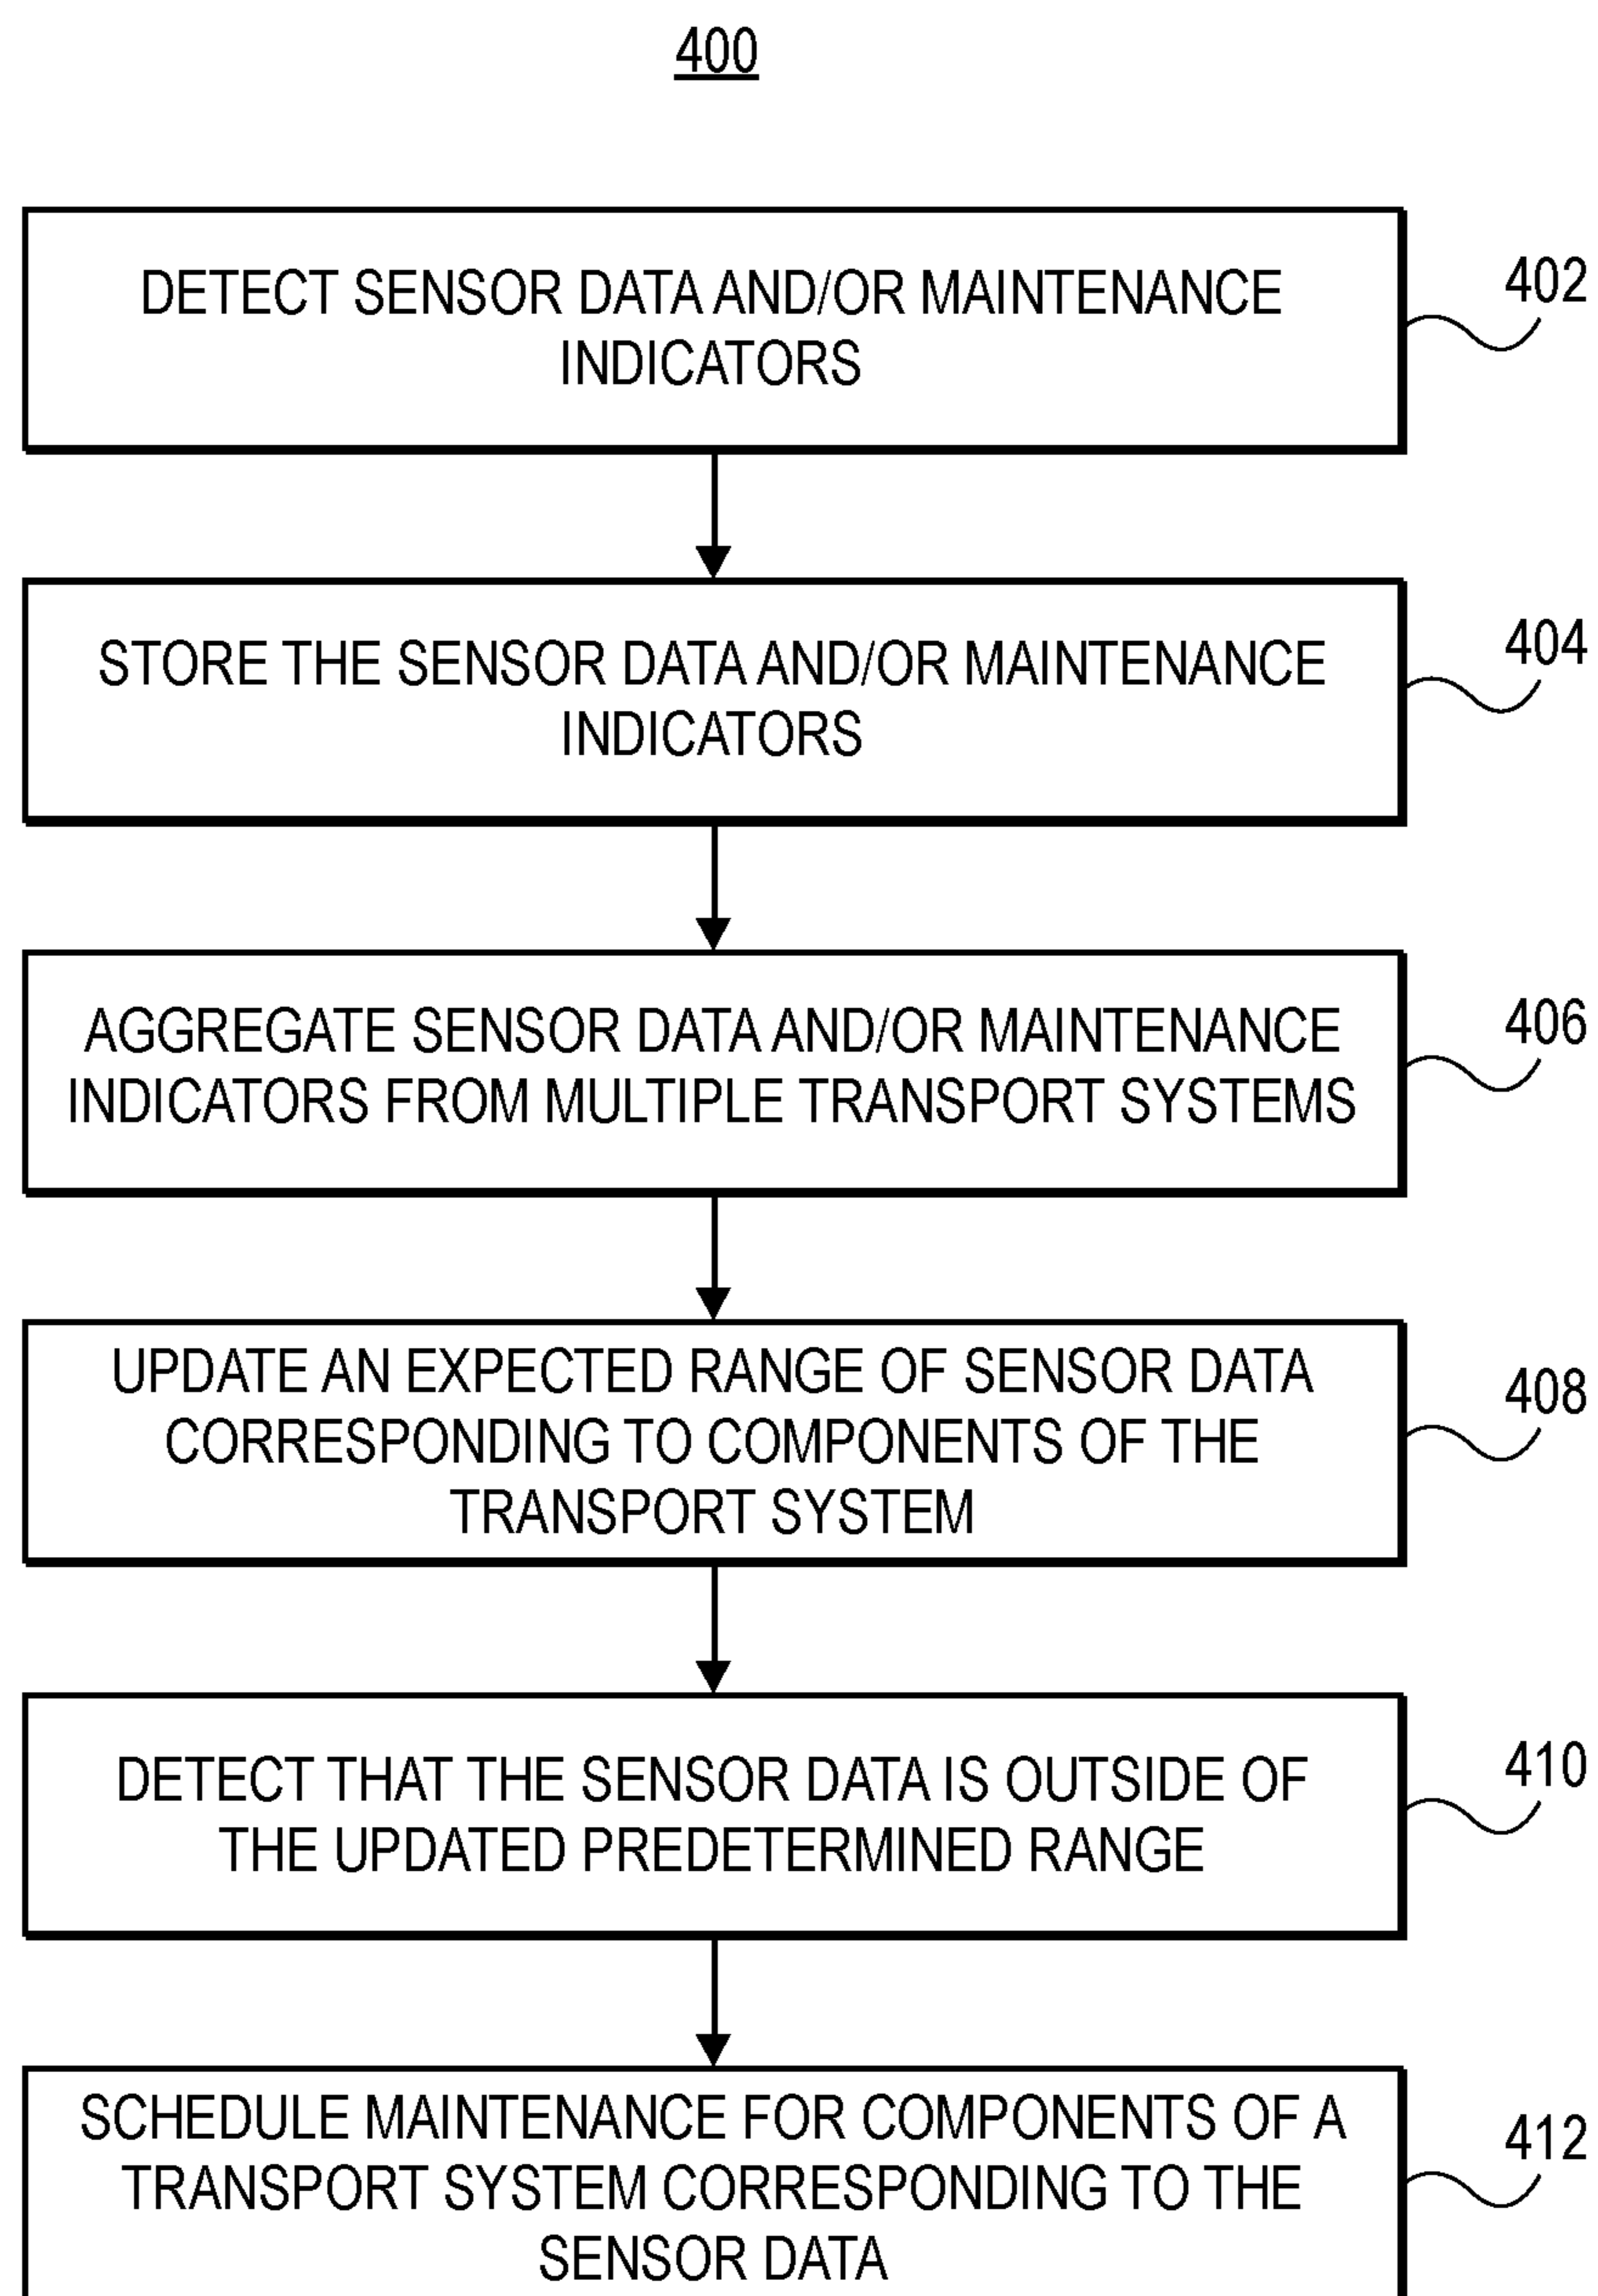 400
DETECT SENSOR DATA AND/OR MAINTENANCE
INDICATORS
402
STORE THE SENSOR DATA AND/OR MAINTENANCE
INDICATORS
404
AGGREGATE SENSOR DATA AND/OR MAINTENANCE
INDICATORS FROM MULTIPLE TRANSPORT SYSTEMS
406
UPDATE AN EXPECTED RANGE OF SENSOR DATA
CORRESPONDING TO COMPONENTS OF THE
TRANSPORT SYSTEM
408
DETECT THAT THE SENSOR DATA IS OUTSIDE OF
THE UPDATED PREDETERMINED RANGE
410
SCHEDULE MAINTENANCE FOR COMPONENTS OF A
TRANSPORT SYSTEM CORRESPONDING TO THE
SENSOR DATA
412